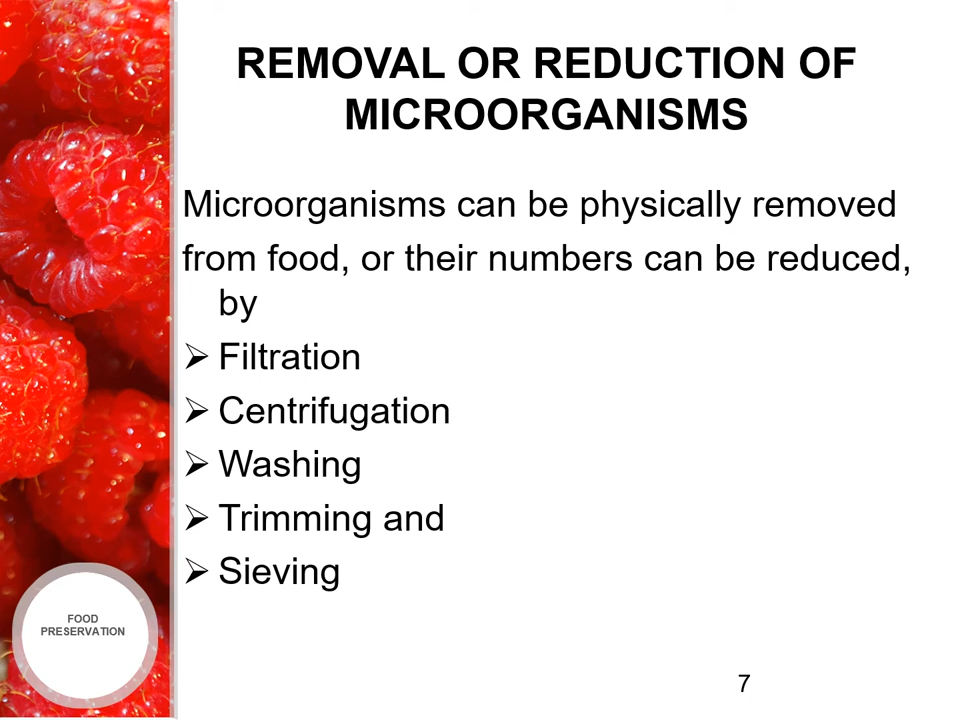 REMOVAL OR REDUCTION OF
MICROORGANISMS
Microorganisms can be physically removed
from food, or their numbers can be reduced,
by
➢ Filtration
➢ Centrifugation
➢ Washing
➢ Trimming and
➢ Sieving
FOOD
PRESERVATION
7